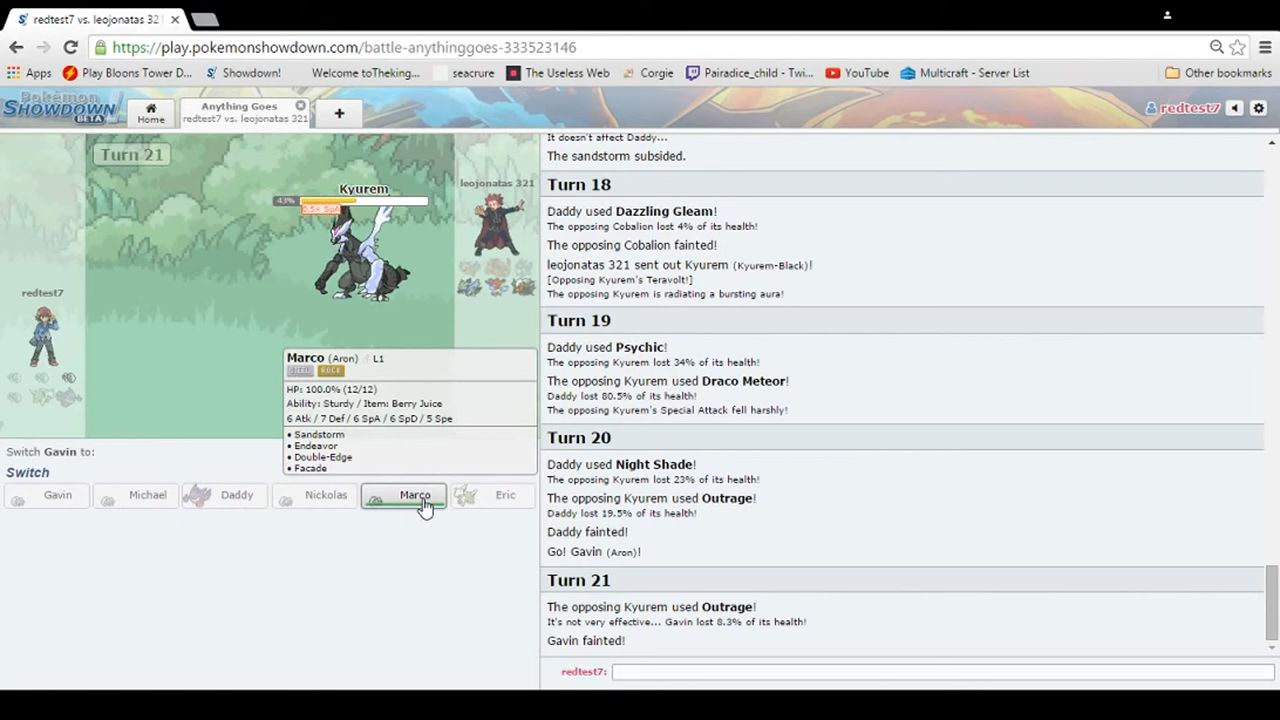 redtest7 vs. leojonatas 321
https://play.pokemonshowdown.com/battle-anythinggoes-333523146
Apps
Play Bloons Tower D...
Showdown!
Welcome toTheking,...
seacrure
The Useless Web
Corgie
Pairadice_child - Twi...
YouTube
Multicraft - Server List
Other bookmarks
Pokémon
SHOWDOWN
BETA
Home
Anything Goes
redtest7 vs. leojonatas 321
+
redtest7
Turn 21
Kyurem
43%
0.5× SpA
leojonatas 321
redtest7
Marco (Aron) ♂ L1
STEEL ROCK
HP: 100.0% (12/12)
Ability: Sturdy / Item: Berry Juice
6 Atk / 7 Def / 6 SpA / 6 SpD / 5 Spe
• Sandstorm
• Endeavor
• Double-Edge
• Facade
Switch Gavin to:
Switch
Gavin
Michael
Daddy
Nickolas
Marco
Eric
It doesn't affect Daddy...
The sandstorm subsided.
Turn 18
Daddy used Dazzling Gleam!
The opposing Cobalion lost 4% of its health!
The opposing Cobalion fainted!
leojonatas 321 sent out Kyurem (Kyurem-Black)!
[Opposing Kyurem's Teravolt!]
The opposing Kyurem is radiating a bursting aura!
Turn 19
Daddy used Psychic!
The opposing Kyurem lost 34% of its health!
The opposing Kyurem used Draco Meteor!
Daddy lost 80.5% of its health!
The opposing Kyurem's Special Attack fell harshly!
Turn 20
Daddy used Night Shade!
The opposing Kyurem lost 23% of its health!
The opposing Kyurem used Outrage!
Daddy lost 19.5% of its health!
Daddy fainted!
Go! Gavin (Aron)!
Turn 21
The opposing Kyurem used Outrage!
It's not very effective... Gavin lost 8.3% of its health!
Gavin fainted!
redtest7: